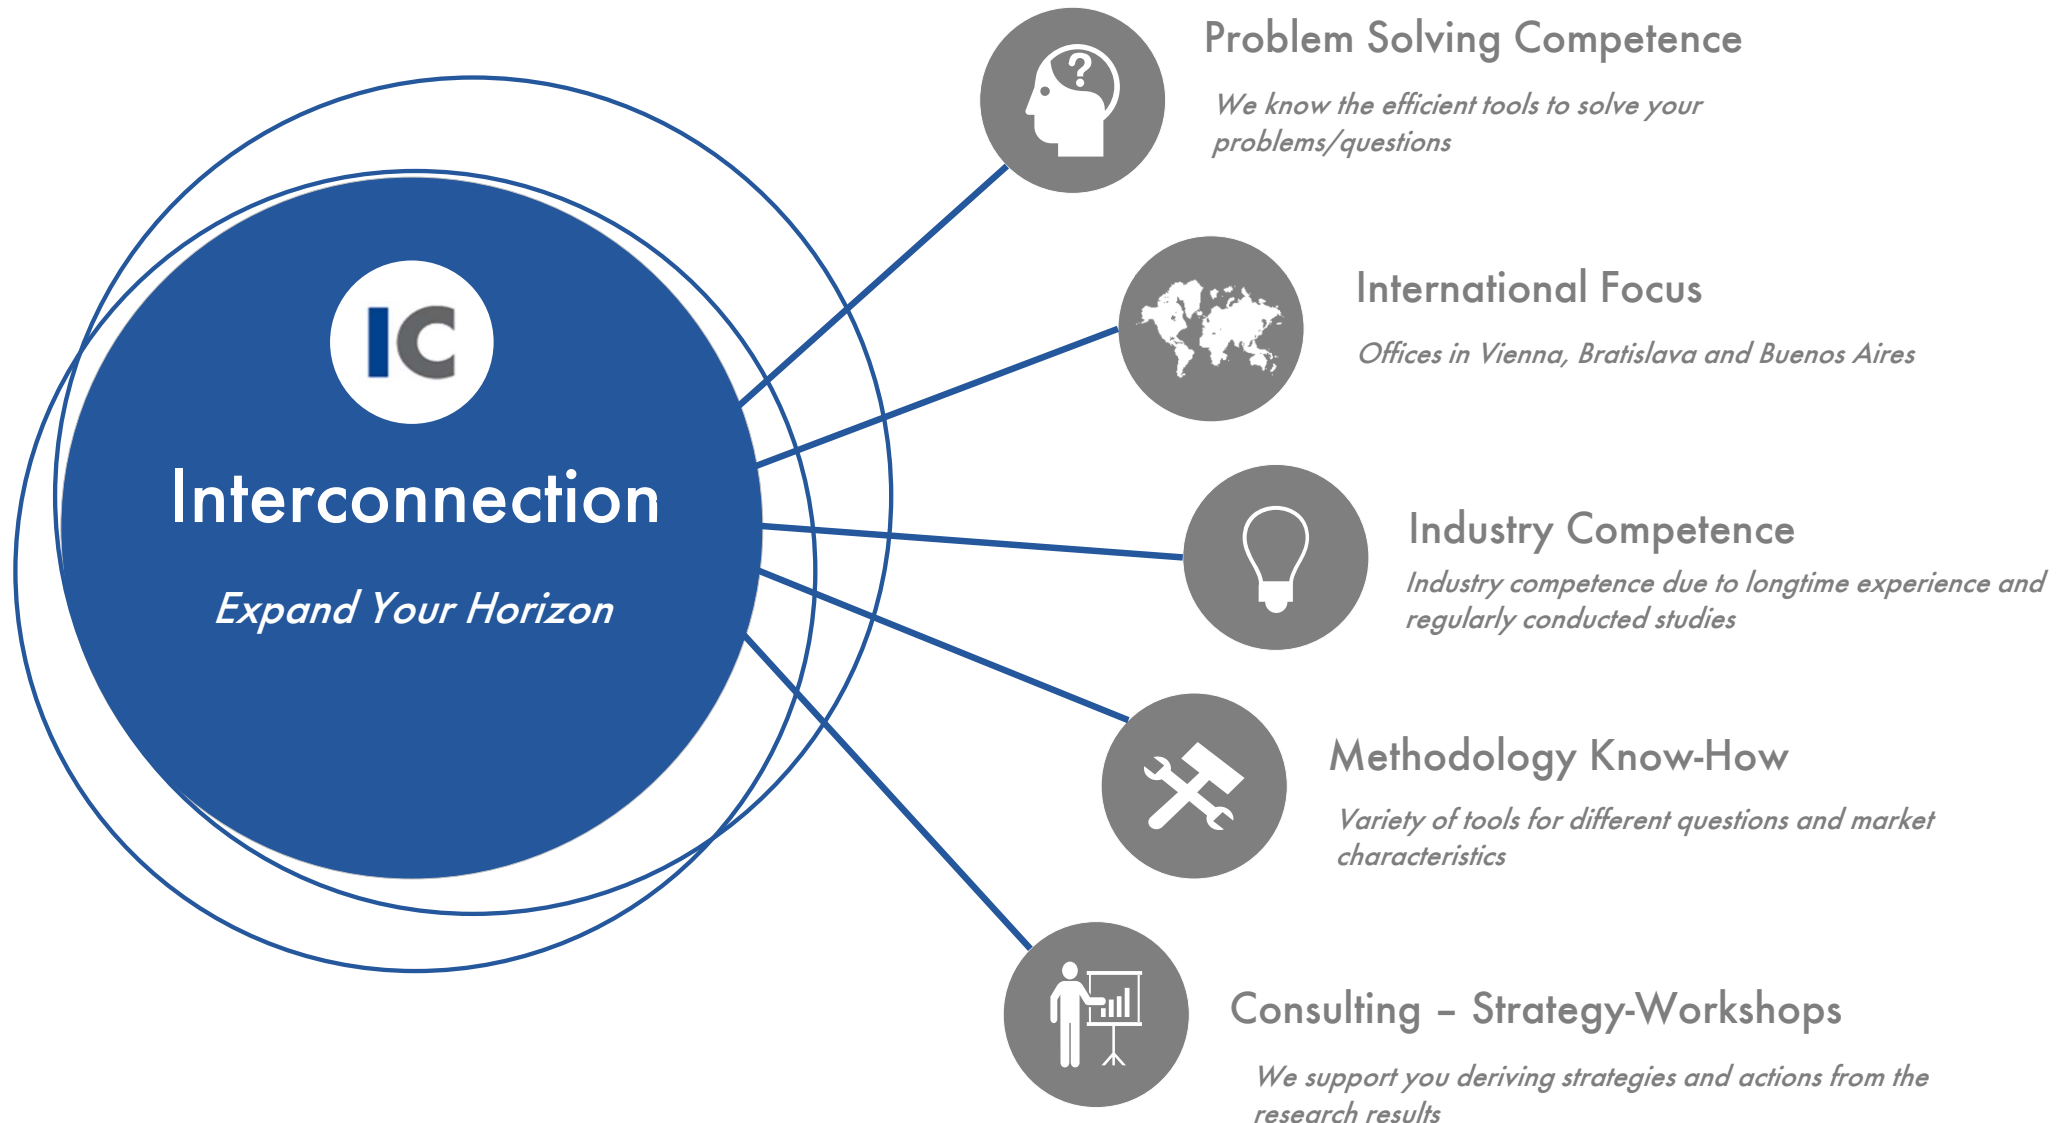 IC
Interconnection
Expand Your Horizon
Problem Solving Competence
We know the efficient tools to solve your
problems/questions
?
International Focus
Offices in Vienna, Bratislava and Buenos Aires
Industry Competence
Industry competence due to longtime experience and
regularly conducted studies
Methodology Know-How
Variety of tools for different questions and market
characteristics
Consulting – Strategy-Workshops
We support you deriving strategies and actions from the
research results